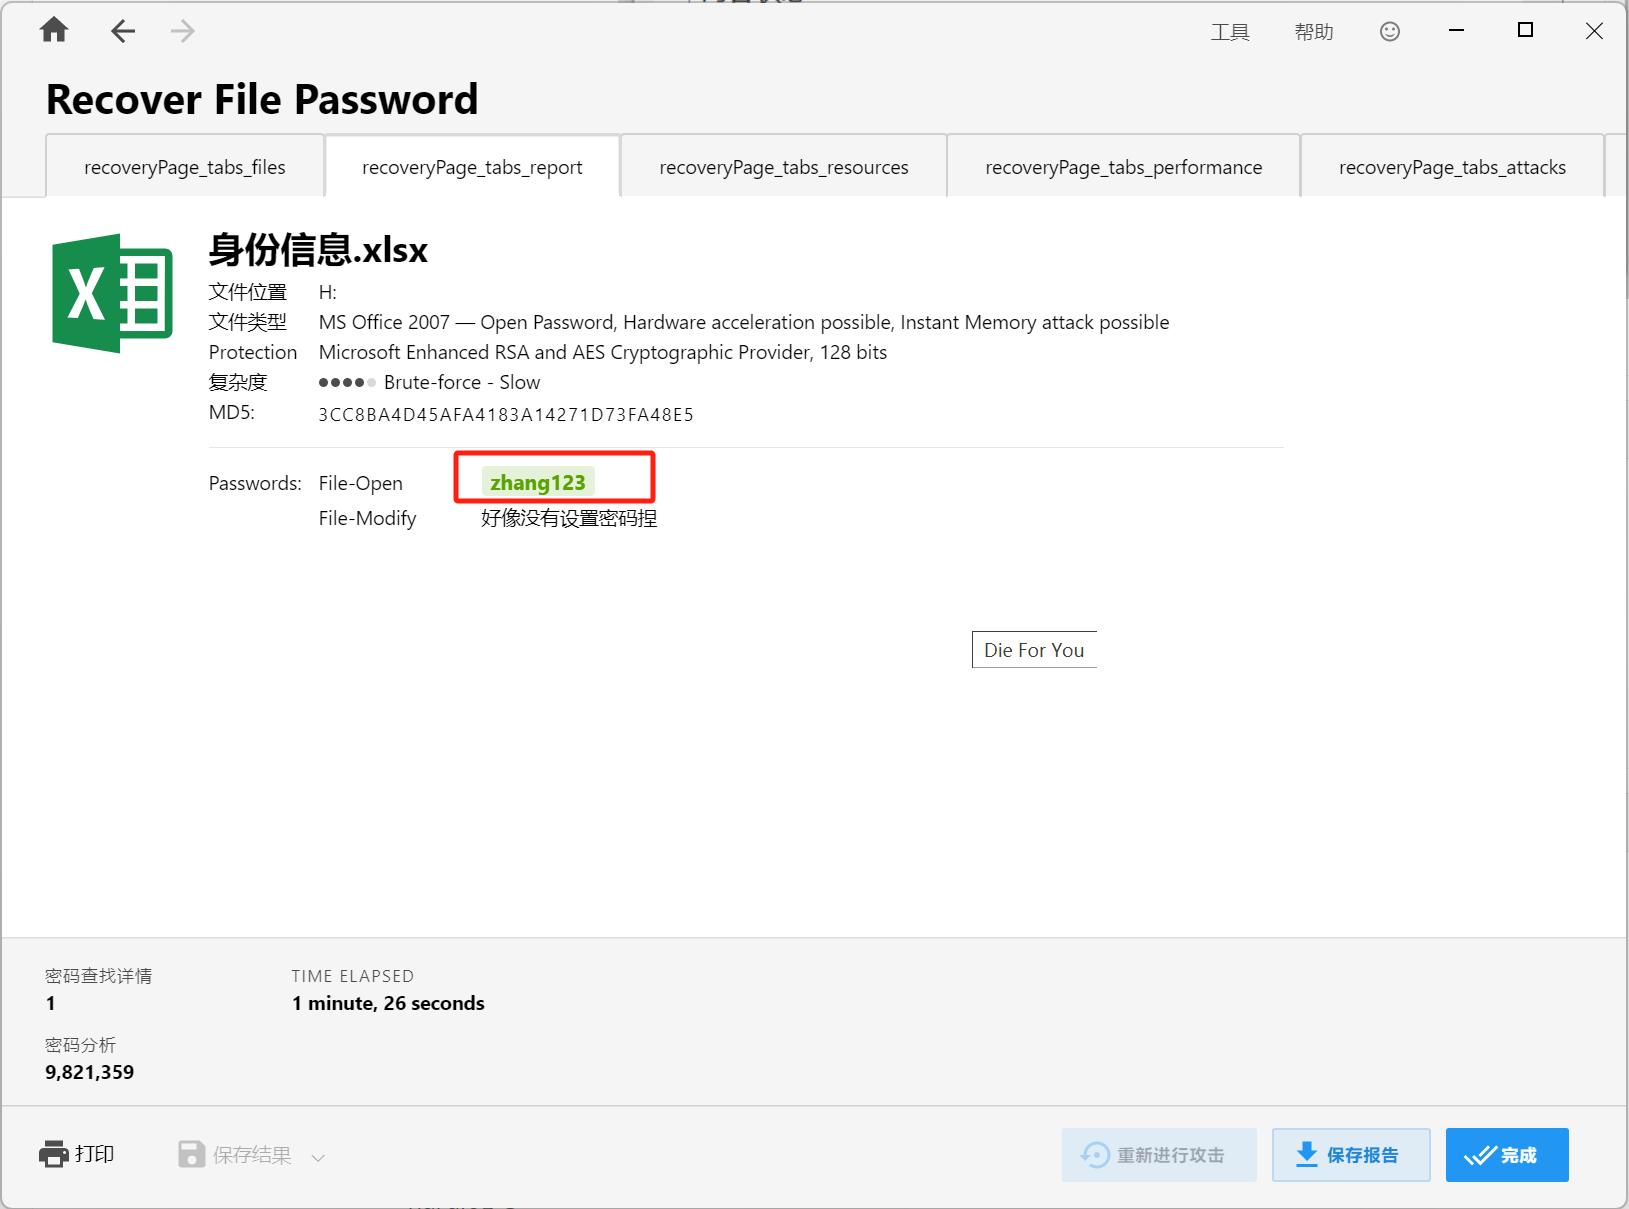 工具 帮助
Recover File Password
recoveryPage_tabs_files recoveryPage_tabs_report recoveryPage_tabs_resources recoveryPage_tabs_performance recoveryPage_tabs_attacks
身份信息.xlsx
文件位置 H:
文件类型 MS Office 2007 — Open Password, Hardware acceleration possible, Instant Memory attack possible
Protection Microsoft Enhanced RSA and AES Cryptographic Provider, 128 bits
复杂度 Brute-force - Slow
MD5: 3CC8BA4D45AFA4183A14271D73FA48E5
Passwords: File-Open zhang123
File-Modify 好像没有设置密码捏
Die For You
密码查找详情 TIME ELAPSED
1 1 minute, 26 seconds
密码分析
9,821,359
打印 保存结果 重新进行攻击 保存报告 完成